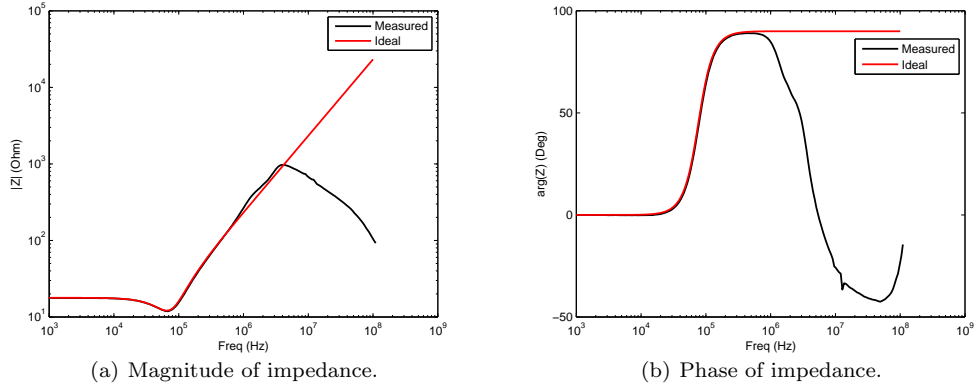 10^5
10^4
10^3
10^2
10^1
|Z| (Ohm)
Measured
Ideal
10^3 10^4 10^5 10^6 10^7 10^8 10^9
Freq (Hz)
(a) Magnitude of impedance.
100
50
0
−50
arg(Z) (Deg)
Measured
Ideal
10^3 10^4 10^5 10^6 10^7 10^8 10^9
Freq (Hz)
(b) Phase of impedance.